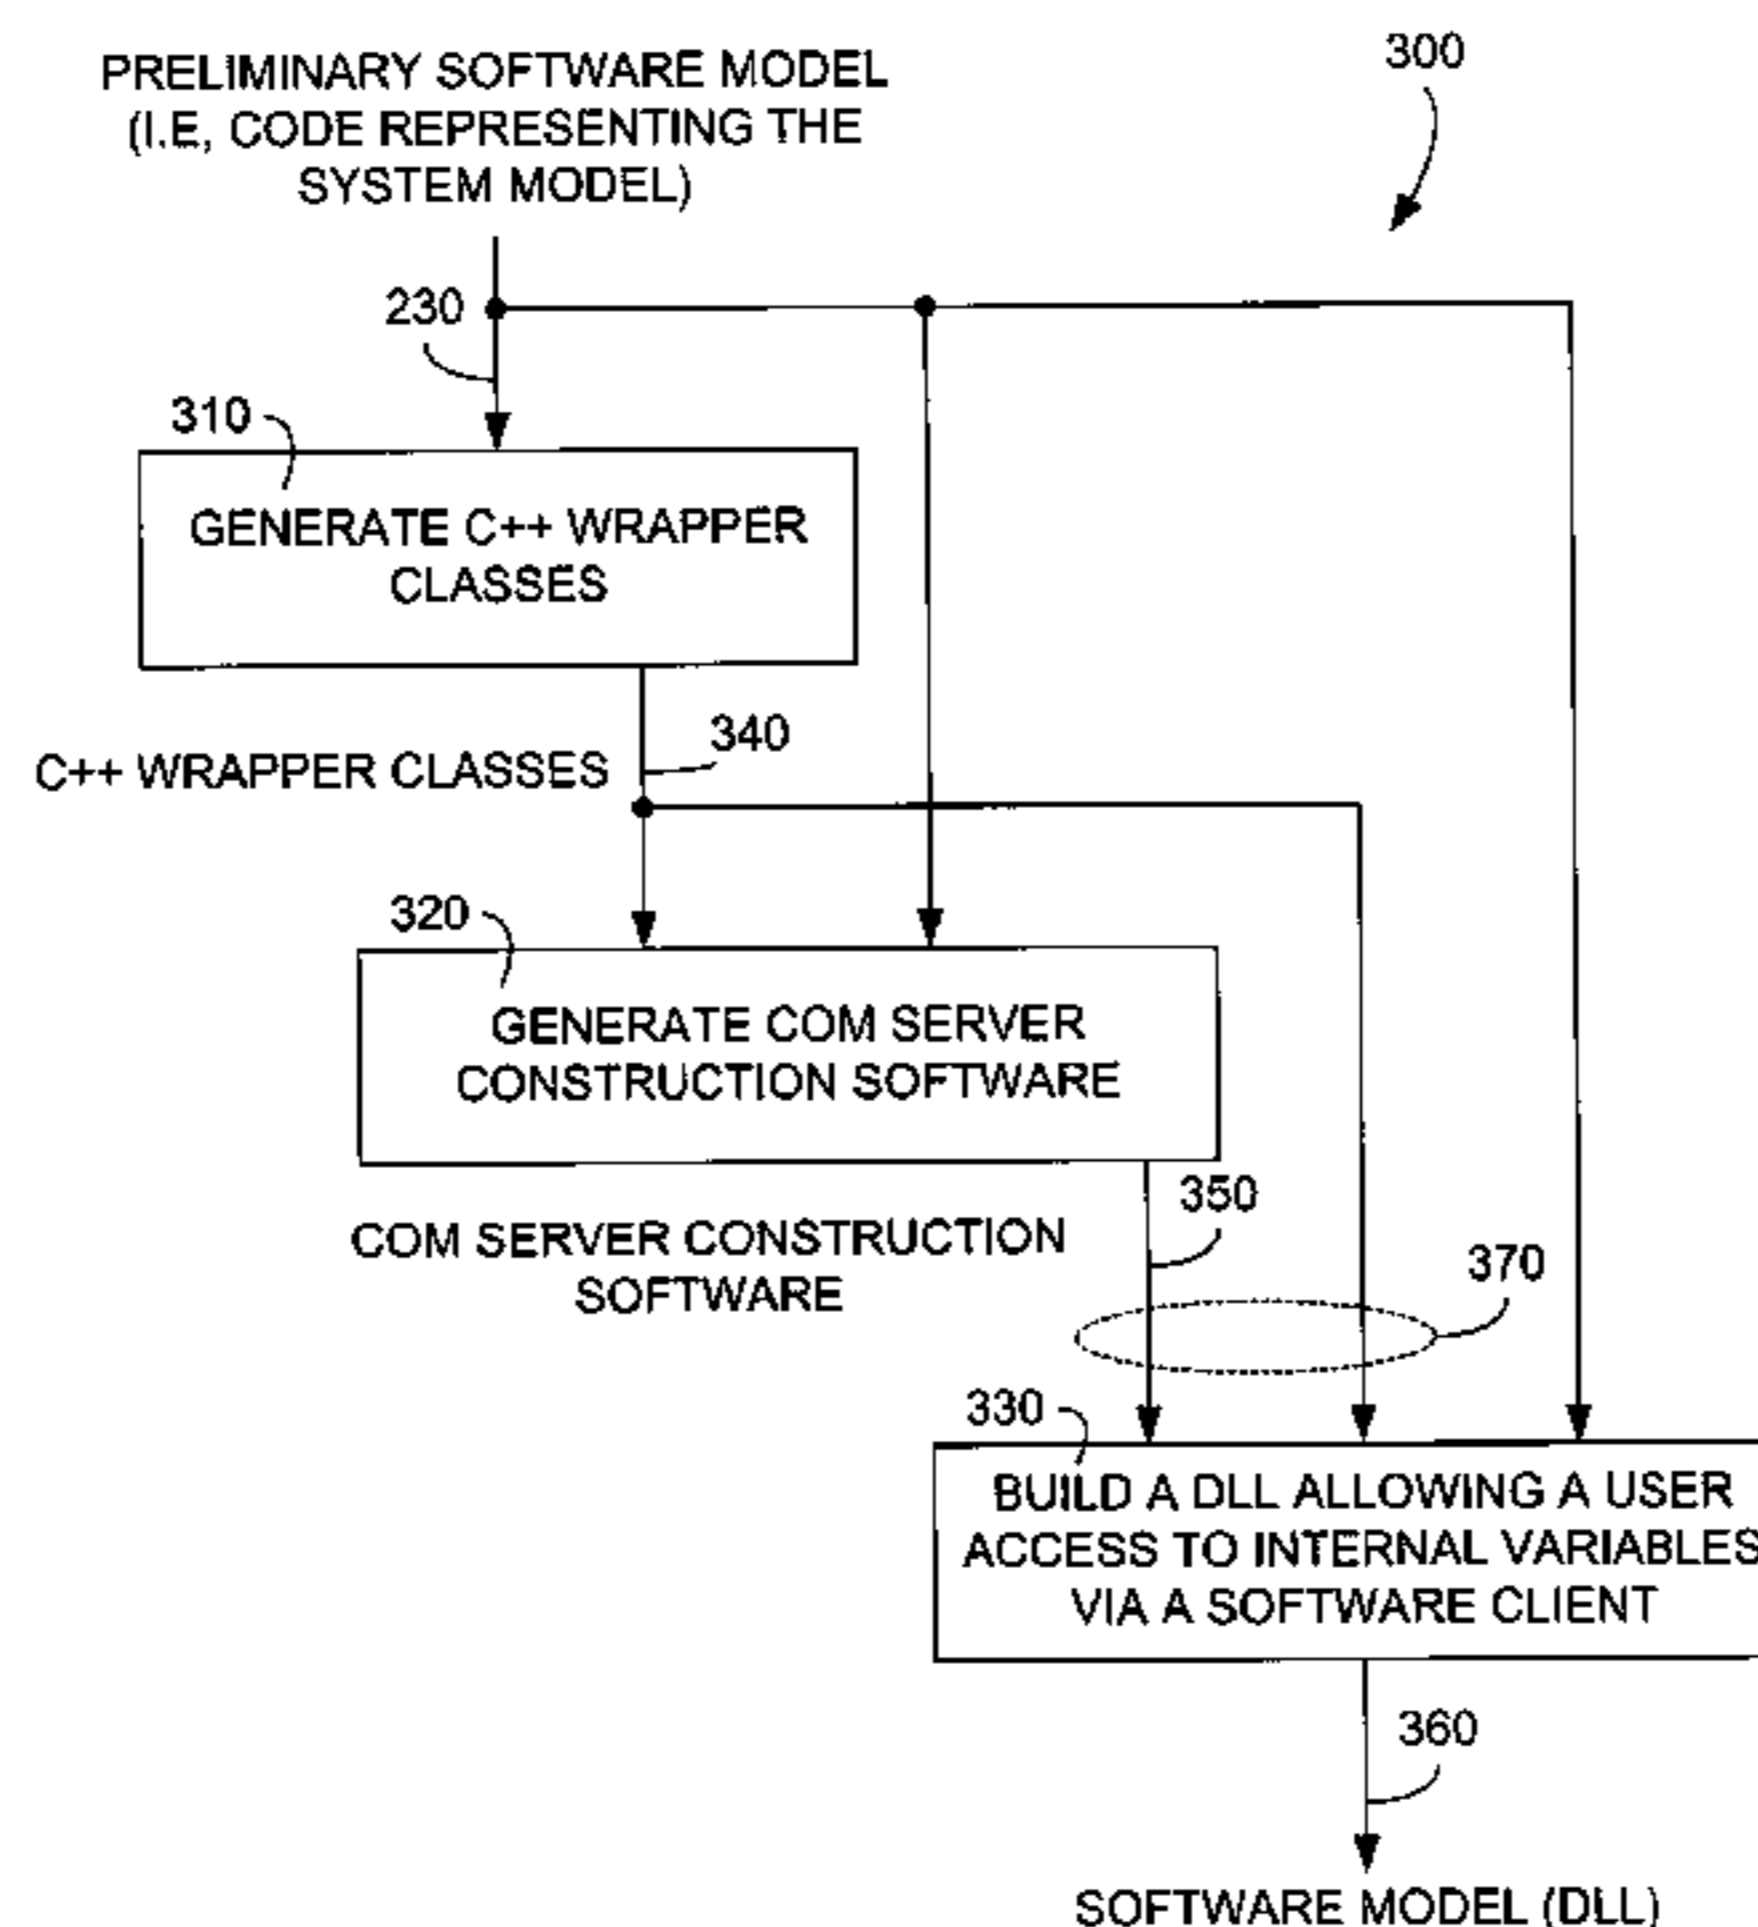 300
PRELIMINARY SOFTWARE MODEL
(I.E, CODE REPRESENTING THE
SYSTEM MODEL)
230
310
GENERATE C++ WRAPPER
CLASSES
340
C++ WRAPPER CLASSES
320
GENERATE COM SERVER
CONSTRUCTION SOFTWARE
350
COM SERVER CONSTRUCTION
SOFTWARE
370
330
BUILD A DLL ALLOWING A USER
ACCESS TO INTERNAL VARIABLES
VIA A SOFTWARE CLIENT
360
SOFTWARE MODEL (DLL)